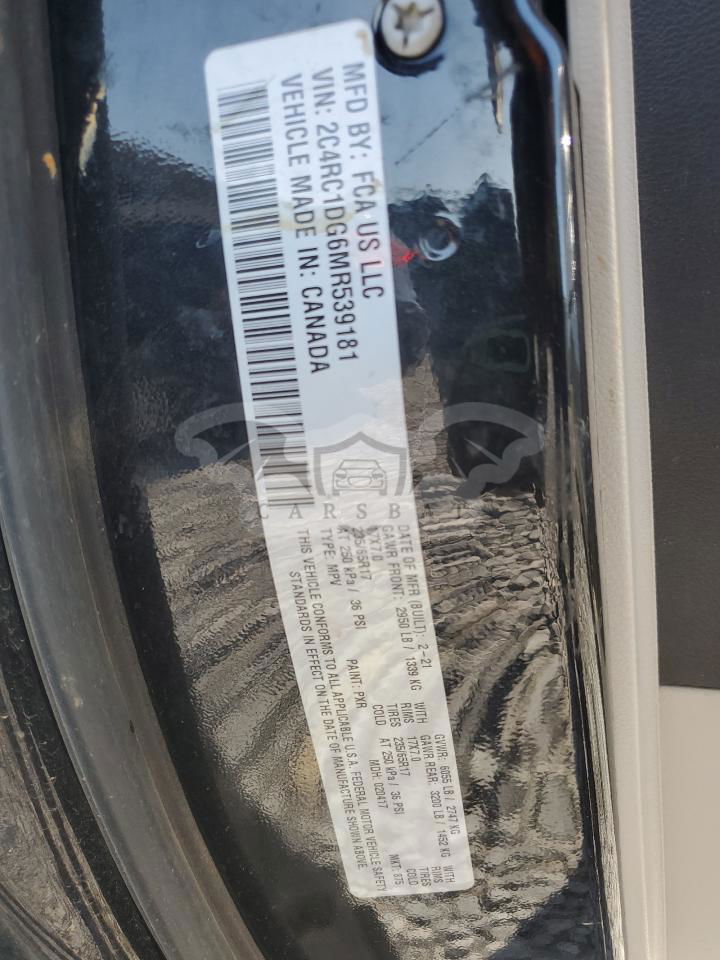 MFD BY: FCA US LLC
VIN: 2C4RC1DG6MR539181
VEHICLE MADE IN: CANADA
CARSBAT
DATE OF MFR (BUILT): 2-21 GVWR: 6055 LB / 2747 KG
GAWR FRONT: 2950 LB / 1339 KG WITH GAWR REAR: 3200 LB / 1452 KG WITH
17X7.0 RIMS 17X7.0 RIMS
235/65R17 TIRES 235/65R17 TIRES
AT 250 kPa / 36 PSI COLD AT 250 kPa / 36 PSI COLD
TYPE: MPV PAINT: PXR MDH: 020417 MKT: 875
THIS VEHICLE CONFORMS TO ALL APPLICABLE U.S.A. FEDERAL MOTOR VEHICLE SAFETY
STANDARDS IN EFFECT ON THE DATE OF MANUFACTURE SHOWN ABOVE